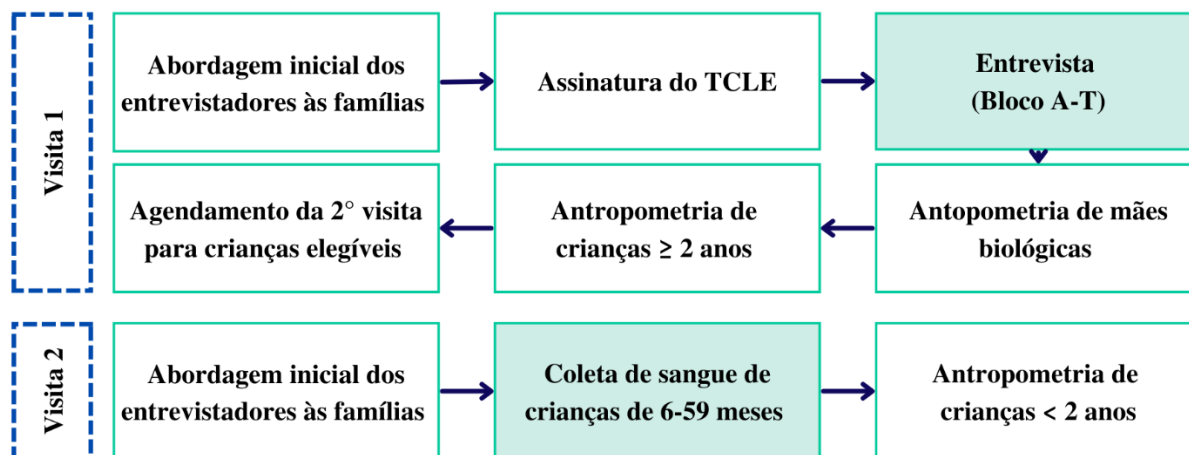 Visita 1
Abordagem inicial dos
entrevistadores às famílias
Assinatura do TCLE
Entrevista
(Bloco A-T)
Antopometria de mães
biológicas
Antropometria de
crianças ≥ 2 anos
Agendamento da 2° visita
para crianças elegíveis
Visita 2
Abordagem inicial dos
entrevistadores às famílias
Coleta de sangue de
crianças de 6-59 meses
Antropometria de
crianças < 2 anos